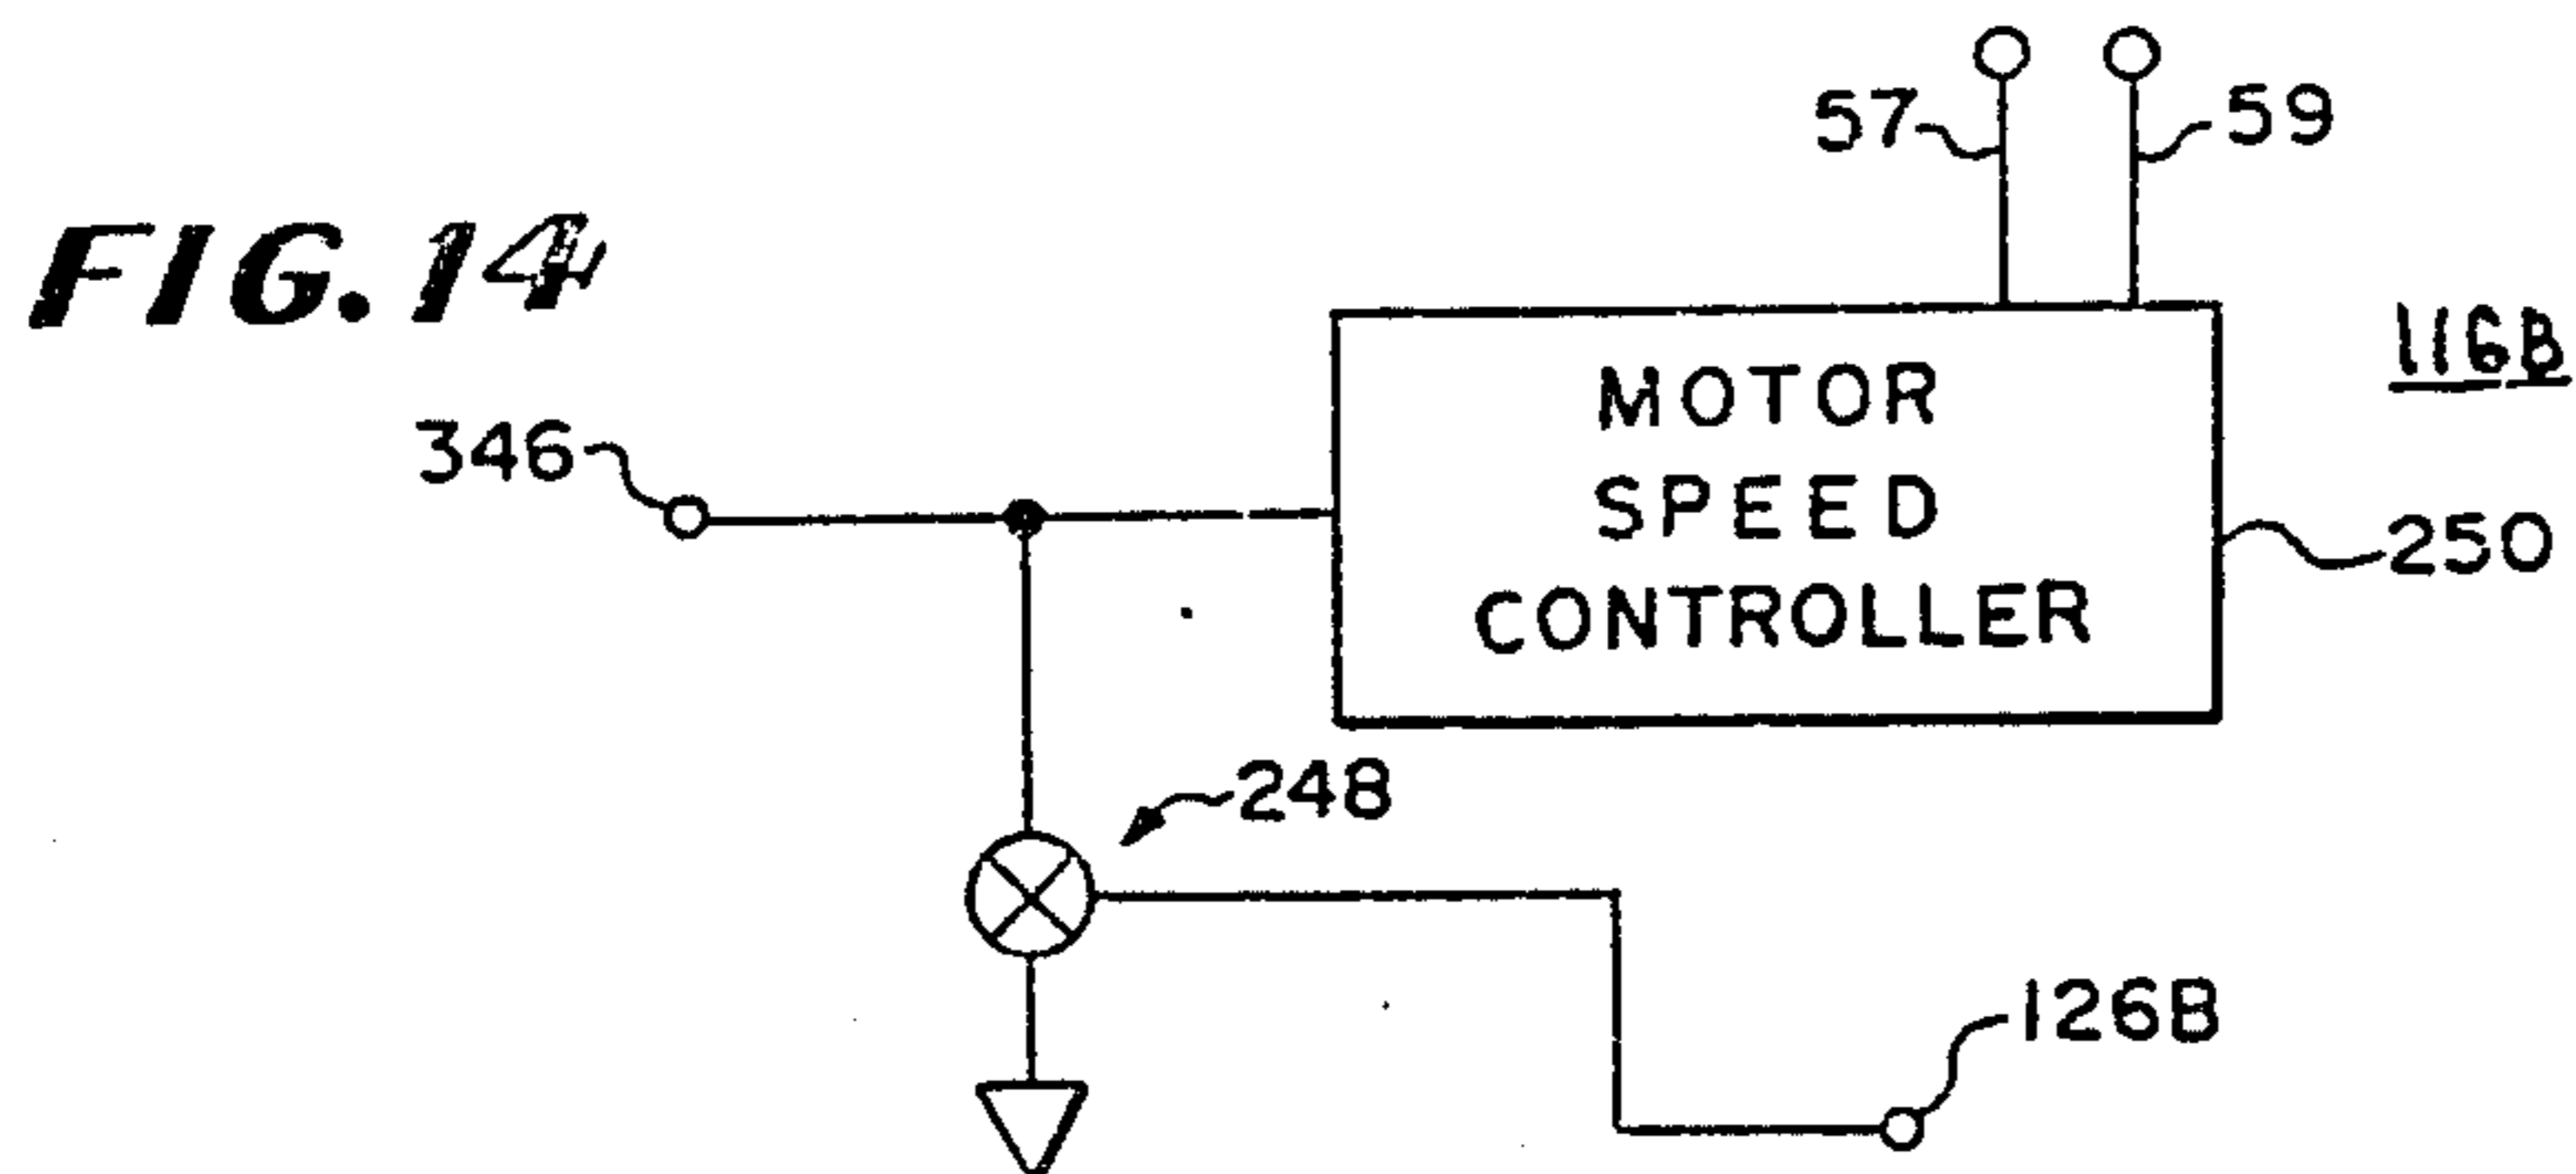 FIG. 14
57
59
116B
346
MOTOR
SPEED
CONTROLLER
250
248
126B